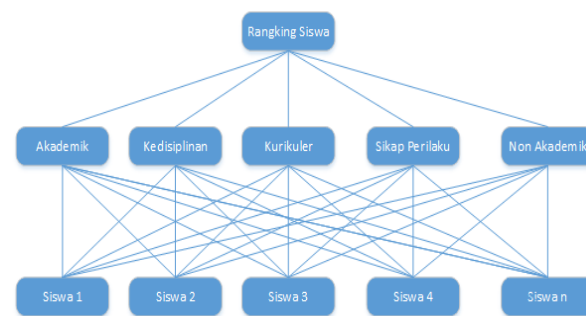 Rangking Siswa
Akademik
Kedisiplinan
Kurikuler
Sikap Perilaku
Non Akademik
Siswa 1
Siswa 2
Siswa 3
Siswa 4
Siswa n